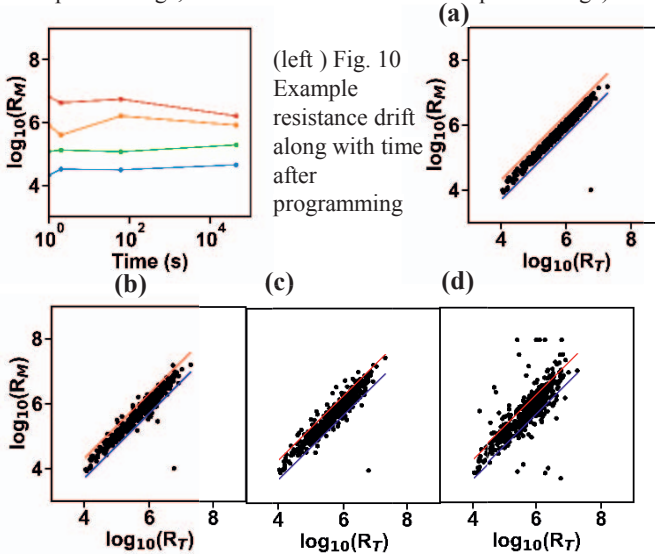 (a)
8
6
4
log10(RM)
10^0
10^2
10^4
Time (s)
(left ) Fig. 10
Example
resistance drift
along with time
after
programming
8
6
4
log10(RM)
4
6
8
log10(RT)
(b)
(c)
(d)
8
6
4
log10(RM)
4
6
8
log10(RT)
4
6
8
log10(RT)
4
6
8
log10(RT)